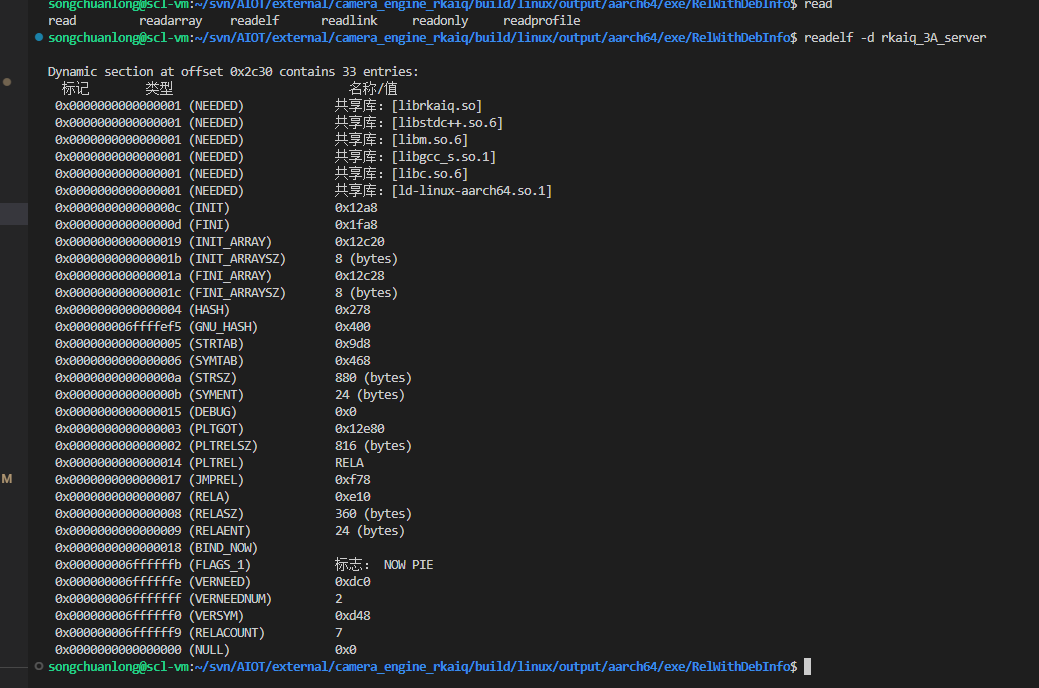 songchuanlong@scl-vm:~/svn/AIOT/external/camera_engine_rkaiq/build/linux/output/aarch64/exe/RelWithDebInfo$ read
read readarray readelf readlink readonly readprofile
songchuanlong@scl-vm:~/svn/AIOT/external/camera_engine_rkaiq/build/linux/output/aarch64/exe/RelWithDebInfo$ readelf -d rkaiq_3A_server
Dynamic section at offset 0x2c30 contains 33 entries:
标记 类型 名称/值
0x0000000000000001 (NEEDED) 共享库：[librkaiq.so]
0x0000000000000001 (NEEDED) 共享库：[libstdc++.so.6]
0x0000000000000001 (NEEDED) 共享库：[libm.so.6]
0x0000000000000001 (NEEDED) 共享库：[libgcc_s.so.1]
0x0000000000000001 (NEEDED) 共享库：[libc.so.6]
0x0000000000000001 (NEEDED) 共享库：[ld-linux-aarch64.so.1]
0x000000000000000c (INIT) 0x12a8
0x000000000000000d (FINI) 0x1fa8
0x0000000000000019 (INIT_ARRAY) 0x12c20
0x000000000000001b (INIT_ARRAYSZ) 8 (bytes)
0x000000000000001a (FINI_ARRAY) 0x12c28
0x000000000000001c (FINI_ARRAYSZ) 8 (bytes)
0x0000000000000004 (HASH) 0x278
0x000000006ffffef5 (GNU_HASH) 0x400
0x0000000000000005 (STRTAB) 0x9d8
0x0000000000000006 (SYMTAB) 0x468
0x000000000000000a (STRSZ) 880 (bytes)
0x000000000000000b (SYMENT) 24 (bytes)
0x0000000000000015 (DEBUG) 0x0
0x0000000000000003 (PLTGOT) 0x12e80
0x0000000000000002 (PLTRELSZ) 816 (bytes)
0x0000000000000014 (PLTREL) RELA
0x0000000000000017 (JMPREL) 0xf78
0x0000000000000007 (RELA) 0xe10
0x0000000000000008 (RELASZ) 360 (bytes)
0x0000000000000009 (RELAENT) 24 (bytes)
0x0000000000000018 (BIND_NOW)
0x000000006ffffffb (FLAGS_1) 标志： NOW PIE
0x000000006ffffffe (VERNEED) 0xdc0
0x000000006fffffff (VERNEEDNUM) 2
0x000000006ffffff0 (VERSYM) 0xd48
0x000000006ffffff9 (RELACOUNT) 7
0x0000000000000000 (NULL) 0x0
songchuanlong@scl-vm:~/svn/AIOT/external/camera_engine_rkaiq/build/linux/output/aarch64/exe/RelWithDebInfo$
M